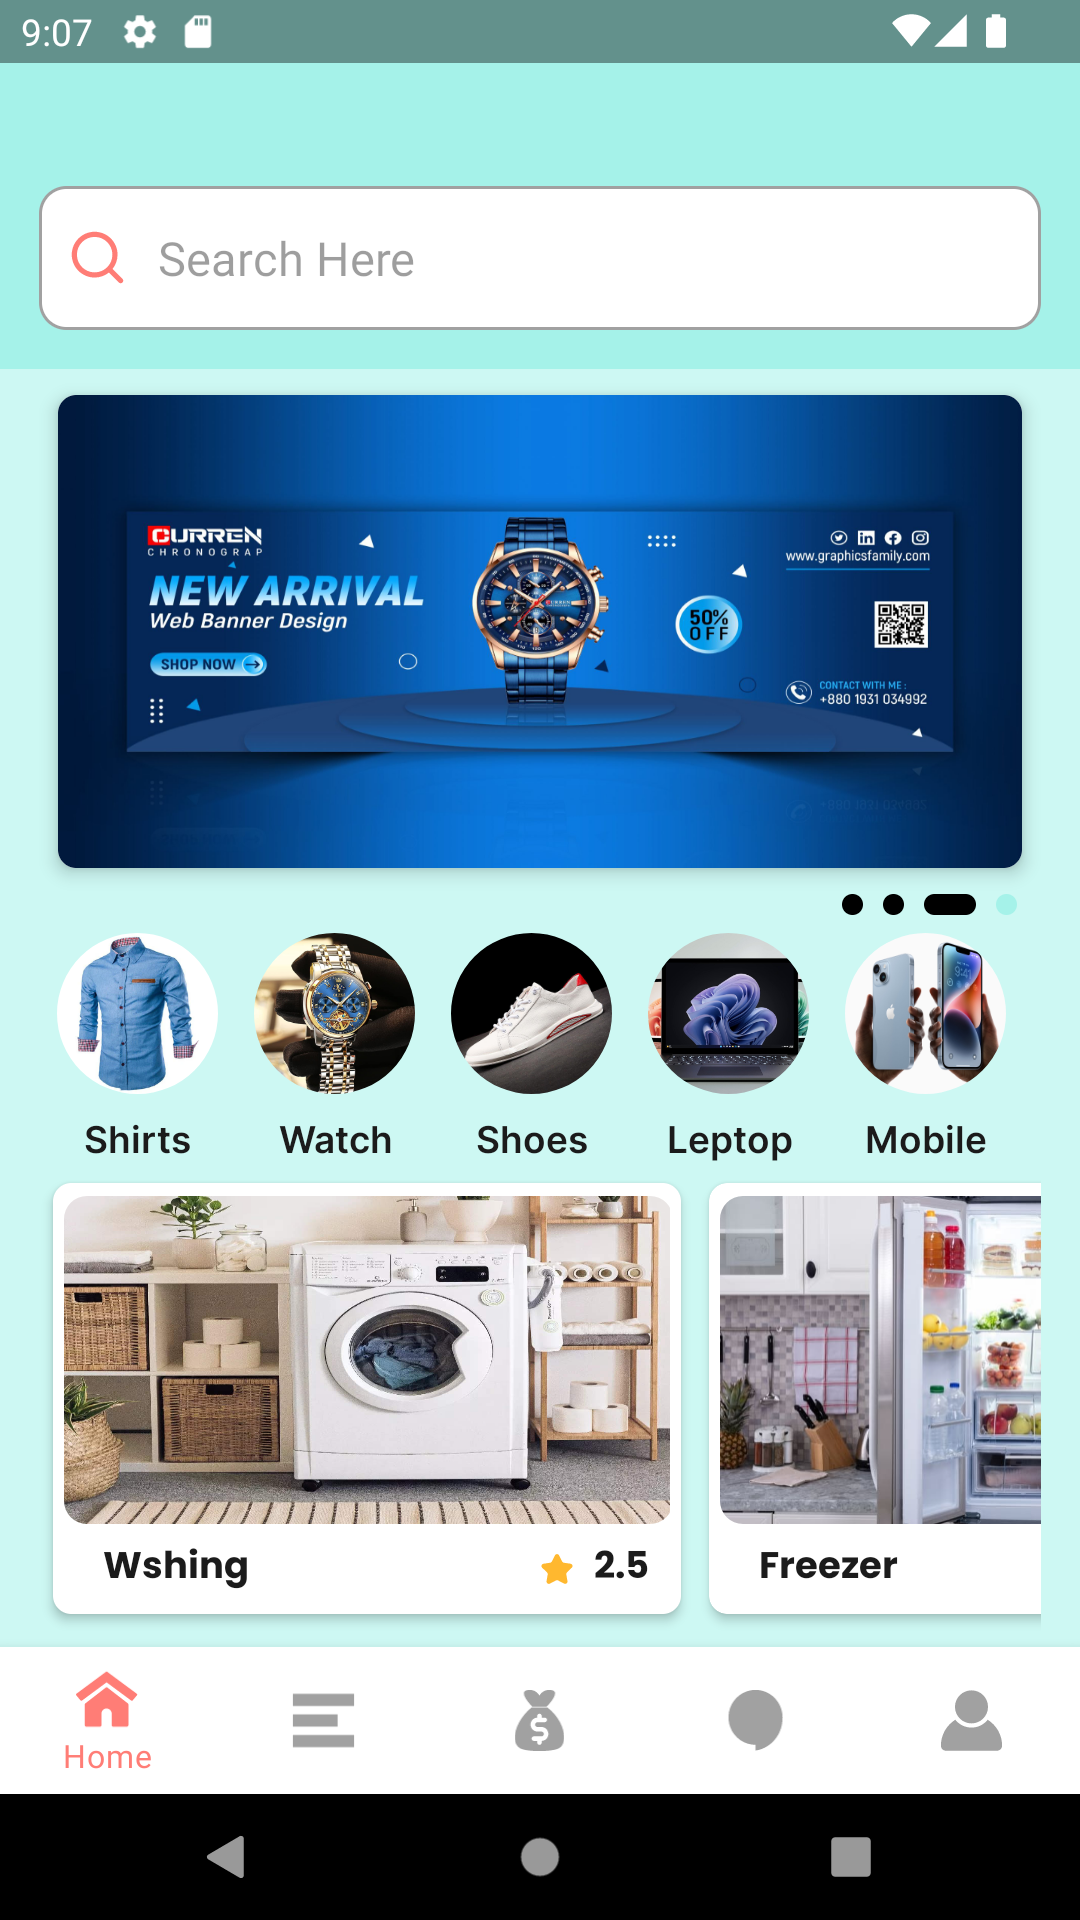 9:07
Search Here
CURREN
CHRONOGRAP
NEW ARRIVAL
Web Banner Design
SHOP NOW
50%
OFF
www.graphicsfamily.com
CONTACT WITH ME :
+880 1931 034992
Shirts
Watch
Shoes
Leptop
Mobile
Wshing
2.5
Freezer
Home